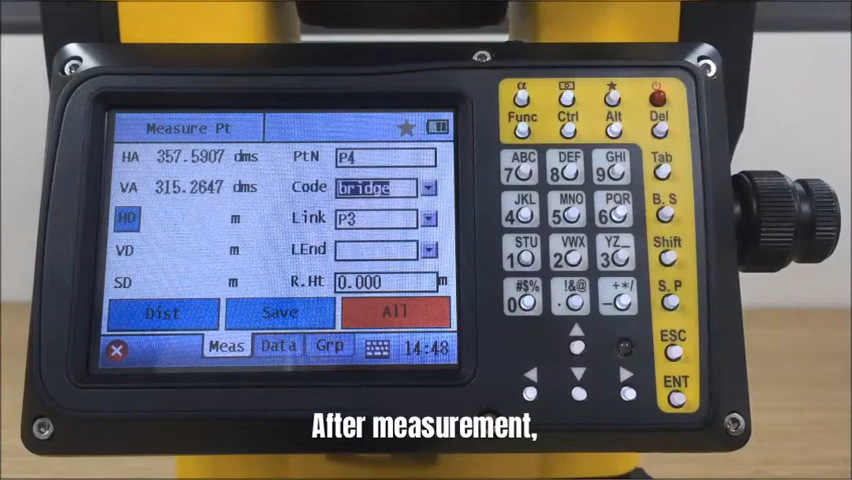 Measure Pt
HA 357.5907 dms PtN P4
VA 315.2647 dms Code bridge
HD m Link P3
VD m LEnd
SD m R.Ht 0.000 m
Dist Save All
Meas Data Grp 14:48
α
Func Ctrl Alt Del
ABC DEF GHI Tab
7 8 9
JKL MNO PQR B.S
4 5 6
STU VWX YZ_ Shift
1 2 3
#$% !&@ +*/ S.P
0 . −
ESC
ENT
After measurement,